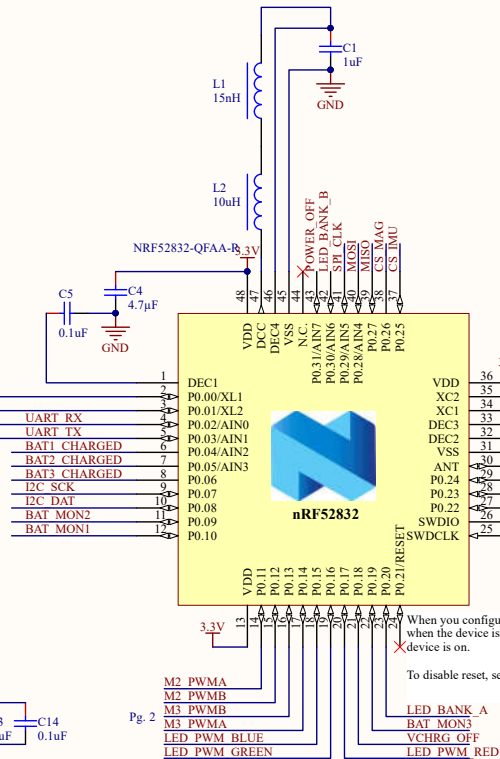 C1
1uF
L1
15nH
GND
L2
10uH
NRF52832-QFAA-R
3.3V
POWER_OFF
LED_BANK_B
SPI_CLK
MOSI
MISO
CS_MAG
CS_IMU
C5
0.1uF
C4
4.7µF
GND
48
47
46
45
44
43
42
41
40
39
38
37
VDD
DCC
DEC4
VSS
N.C.
P0.31/AIN7
P0.30/AIN6
P0.29/AIN5
P0.28/AIN4
P0.27
P0.26
P0.25
1 DEC1
2 P0.00/XL1
3 P0.01/XL2
UART_RX 4 P0.02/AIN0
UART_TX 5 P0.03/AIN1
BAT1_CHARGED 6 P0.04/AIN2
BAT2_CHARGED 7 P0.05/AIN3
BAT3_CHARGED 8 P0.06
I2C_SCK 9 P0.07
I2C_DAT 10 P0.08
BAT_MON2 11 P0.09
BAT_MON1 12 P0.10
VDD 36
XC2 35
XC1 34
DEC3 33
DEC2 32
VSS 31
ANT 30
P0.24 29
P0.23 28
P0.22 27
SWDIO 26
SWDCLK 25
nRF52832
VDD
P0.11
P0.12
P0.13
P0.14
P0.15
P0.16
P0.17
P0.18
P0.19
P0.20
P0.21/RESET
13
14
15
16
17
18
19
20
21
22
23
24
3.3V
When you configu
when the device is
device is on.
To disable reset, se
M2_PWMA
M2_PWMB
M3_PWMB
M3_PWMA
LED_PWM_BLUE
LED_PWM_GREEN
Pg. 2
LED_BANK_A
BAT_MON3
VCHRG_OFF
LED_PWM_RED
3
uF
C14
0.1uF